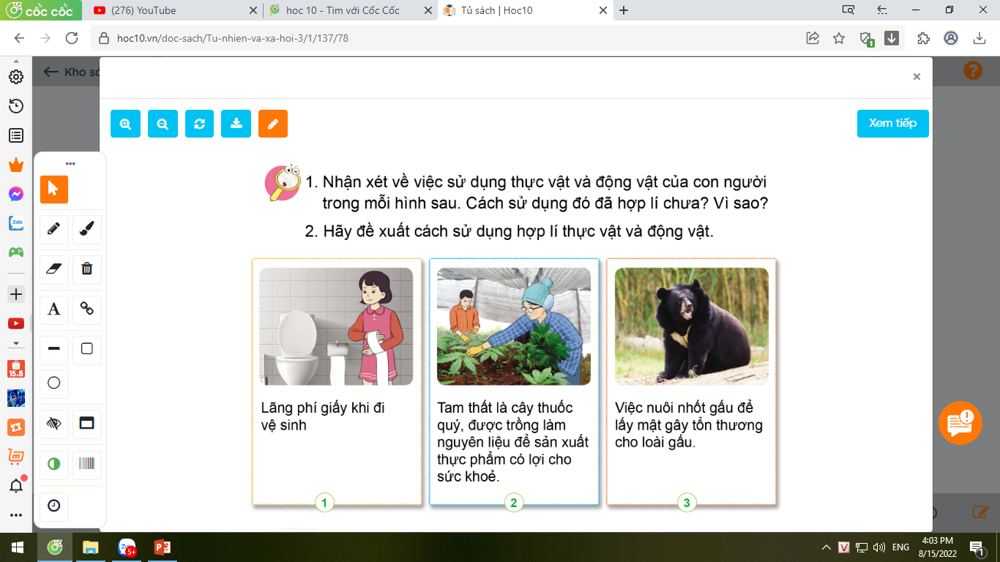 cốc cốc
(276) YouTube
hoc 10 - Tìm với Cốc Cốc
Tủ sách | Hoc10
hoc10.vn/doc-sach/Tu-nhien-va-xa-hoi-3/1/137/78
1
Kho sá
×
?
Xem tiếp
1. Nhận xét về việc sử dụng thực vật và động vật của con người
trong mỗi hình sau. Cách sử dụng đó đã hợp lí chưa? Vì sao?
2. Hãy đề xuất cách sử dụng hợp lí thực vật và động vật.
Zalo
A
15.8
Lãng phí giấy khi đi
vệ sinh
1
Tam thất là cây thuốc
quý, được trồng làm
nguyên liệu để sản xuất
thực phẩm có lợi cho
sức khoẻ.
2
Việc nuôi nhốt gấu để
lấy mật gây tổn thương
cho loài gấu.
3
Zalo
5+
V
ENG
4:03 PM
8/15/2022
1